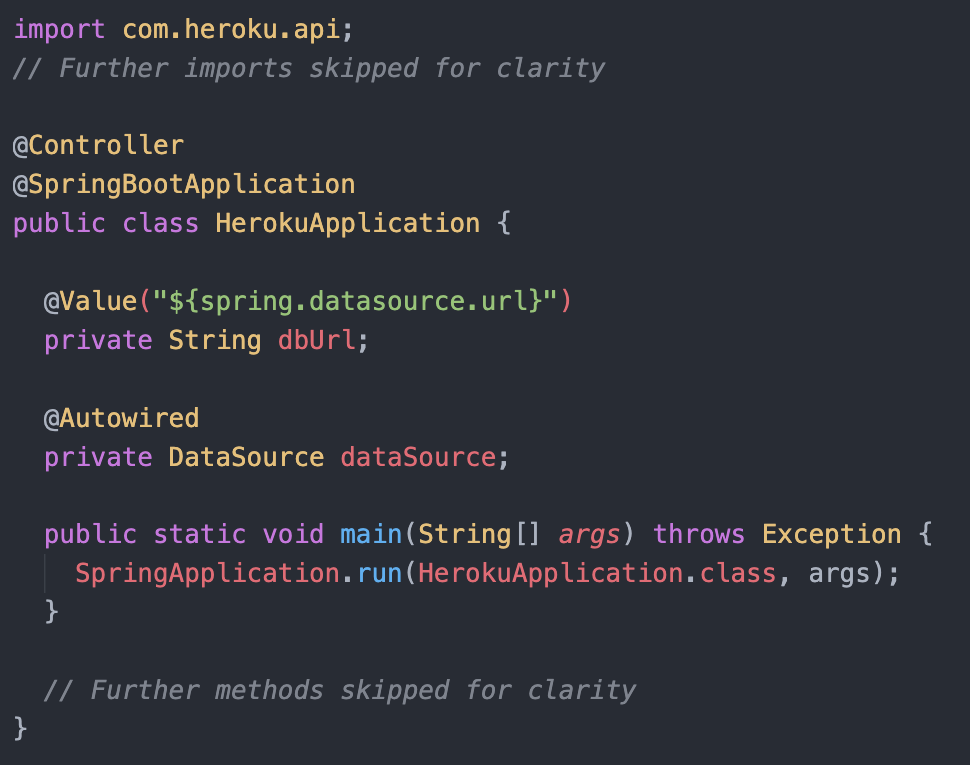 import com.heroku.api;
// Further imports skipped for clarity
@Controller
@SpringBootApplication
public class HerokuApplication {
@Value("${spring.datasource.url}")
private String dbUrl;
@Autowired
private DataSource dataSource;
public static void main(String[] args) throws Exception {
SpringApplication.run(HerokuApplication.class, args);
}
// Further methods skipped for clarity
}